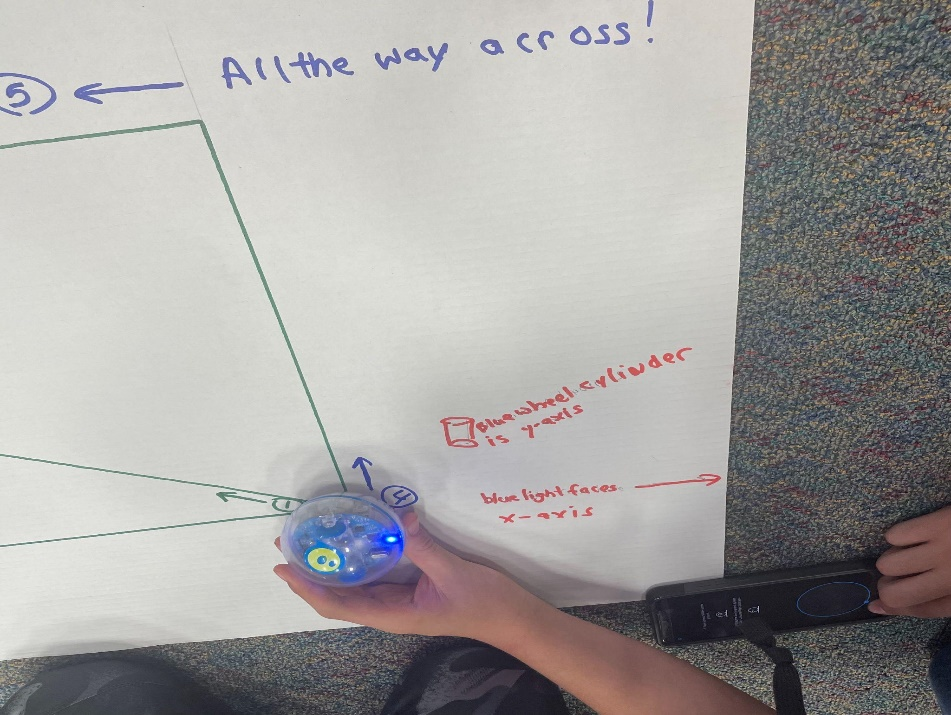 All the way across!
5
Blue wheel cylinder
is y-axis
4
blue light faces
x-axis
1